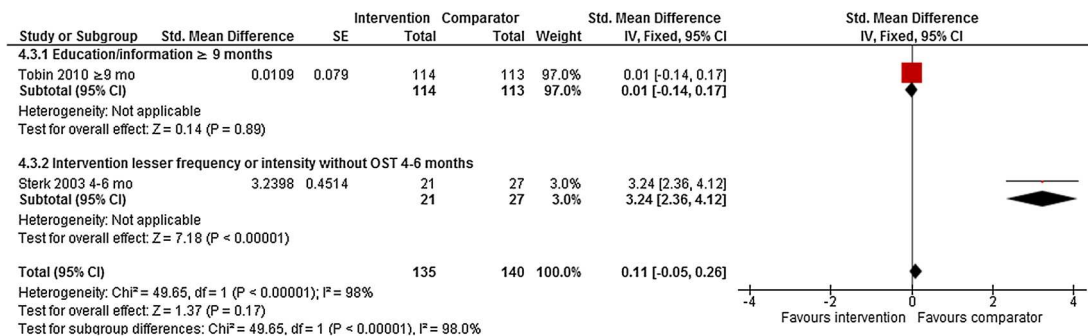 Intervention Comparator Std. Mean Difference Std. Mean Difference
Study or Subgroup Std. Mean Difference SE Total Total Weight IV, Fixed, 95% CI IV, Fixed, 95% CI
4.3.1 Education/information ≥ 9 months
Tobin 2010 ≥9 mo 0.0109 0.079 114 113 97.0% 0.01 [-0.14, 0.17]
Subtotal (95% CI) 114 113 97.0% 0.01 [-0.14, 0.17]
Heterogeneity: Not applicable
Test for overall effect: Z = 0.14 (P = 0.89)
4.3.2 Intervention lesser frequency or intensity without OST 4-6 months
Sterk 2003 4-6 mo 3.2398 0.4514 21 27 3.0% 3.24 [2.36, 4.12]
Subtotal (95% CI) 21 27 3.0% 3.24 [2.36, 4.12]
Heterogeneity: Not applicable
Test for overall effect: Z = 7.18 (P < 0.00001)
Total (95% CI) 135 140 100.0% 0.11 [-0.05, 0.26]
Heterogeneity: Chi² = 49.65, df = 1 (P < 0.00001); I² = 98%
Test for overall effect: Z = 1.37 (P = 0.17)
Test for subgroup differences: Chi² = 49.65, df = 1 (P < 0.00001), I² = 98.0%
-4 -2 0 2 4
Favours intervention Favours comparator